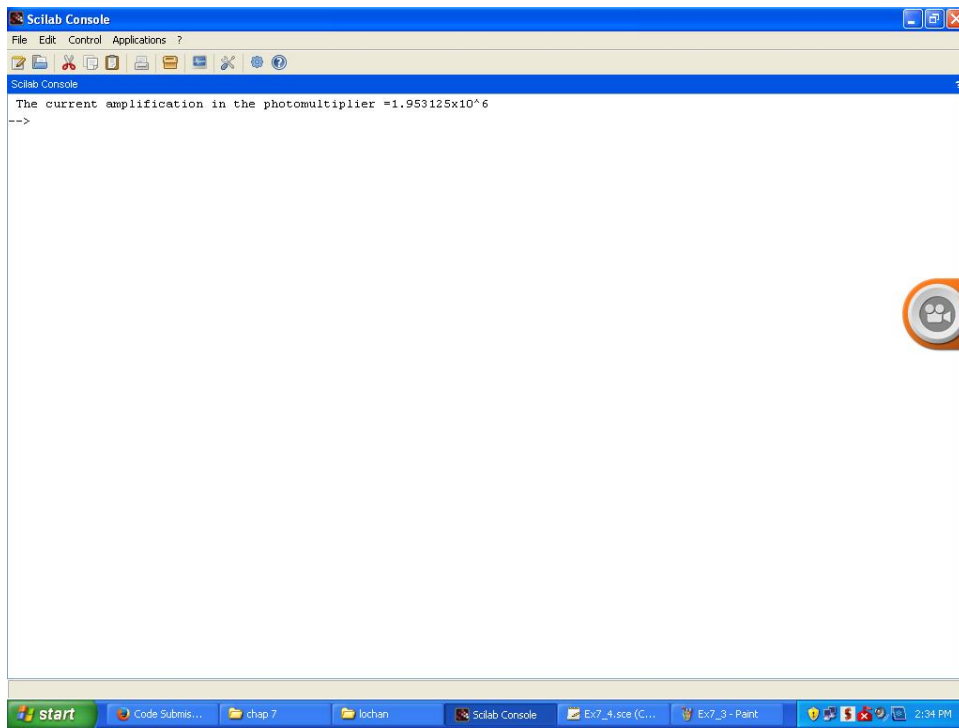 Scilab Console
File Edit Control Applications ?
Scilab Console ?
The current amplification in the photomultiplier =1.953125x10^6
-->
start Code Submis... chap 7 lochan Scilab Console Ex7_4.sce (C... Ex7_3 - Paint 2:34 PM